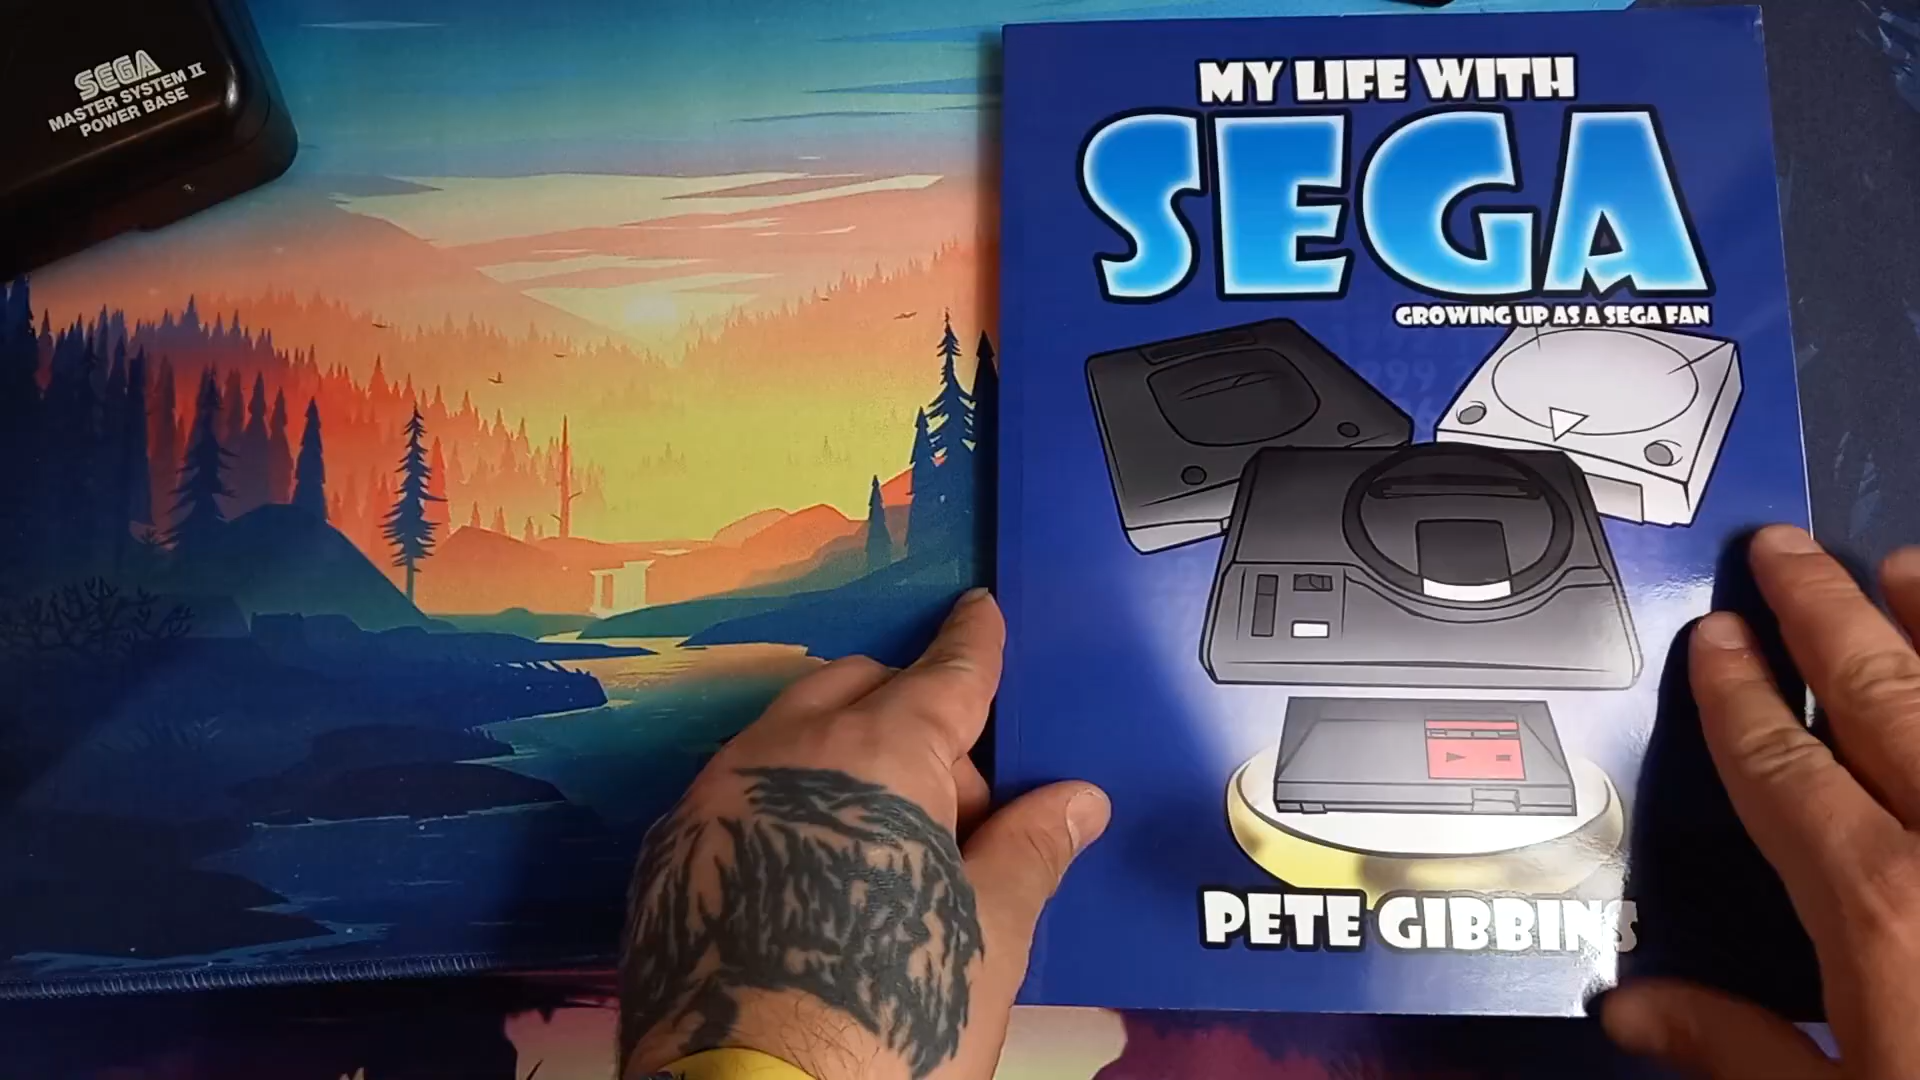 SEGA
MASTER SYSTEM II
POWER BASE
MY LIFE WITH
SEGA
GROWING UP AS A SEGA FAN
PETE GIBBINS